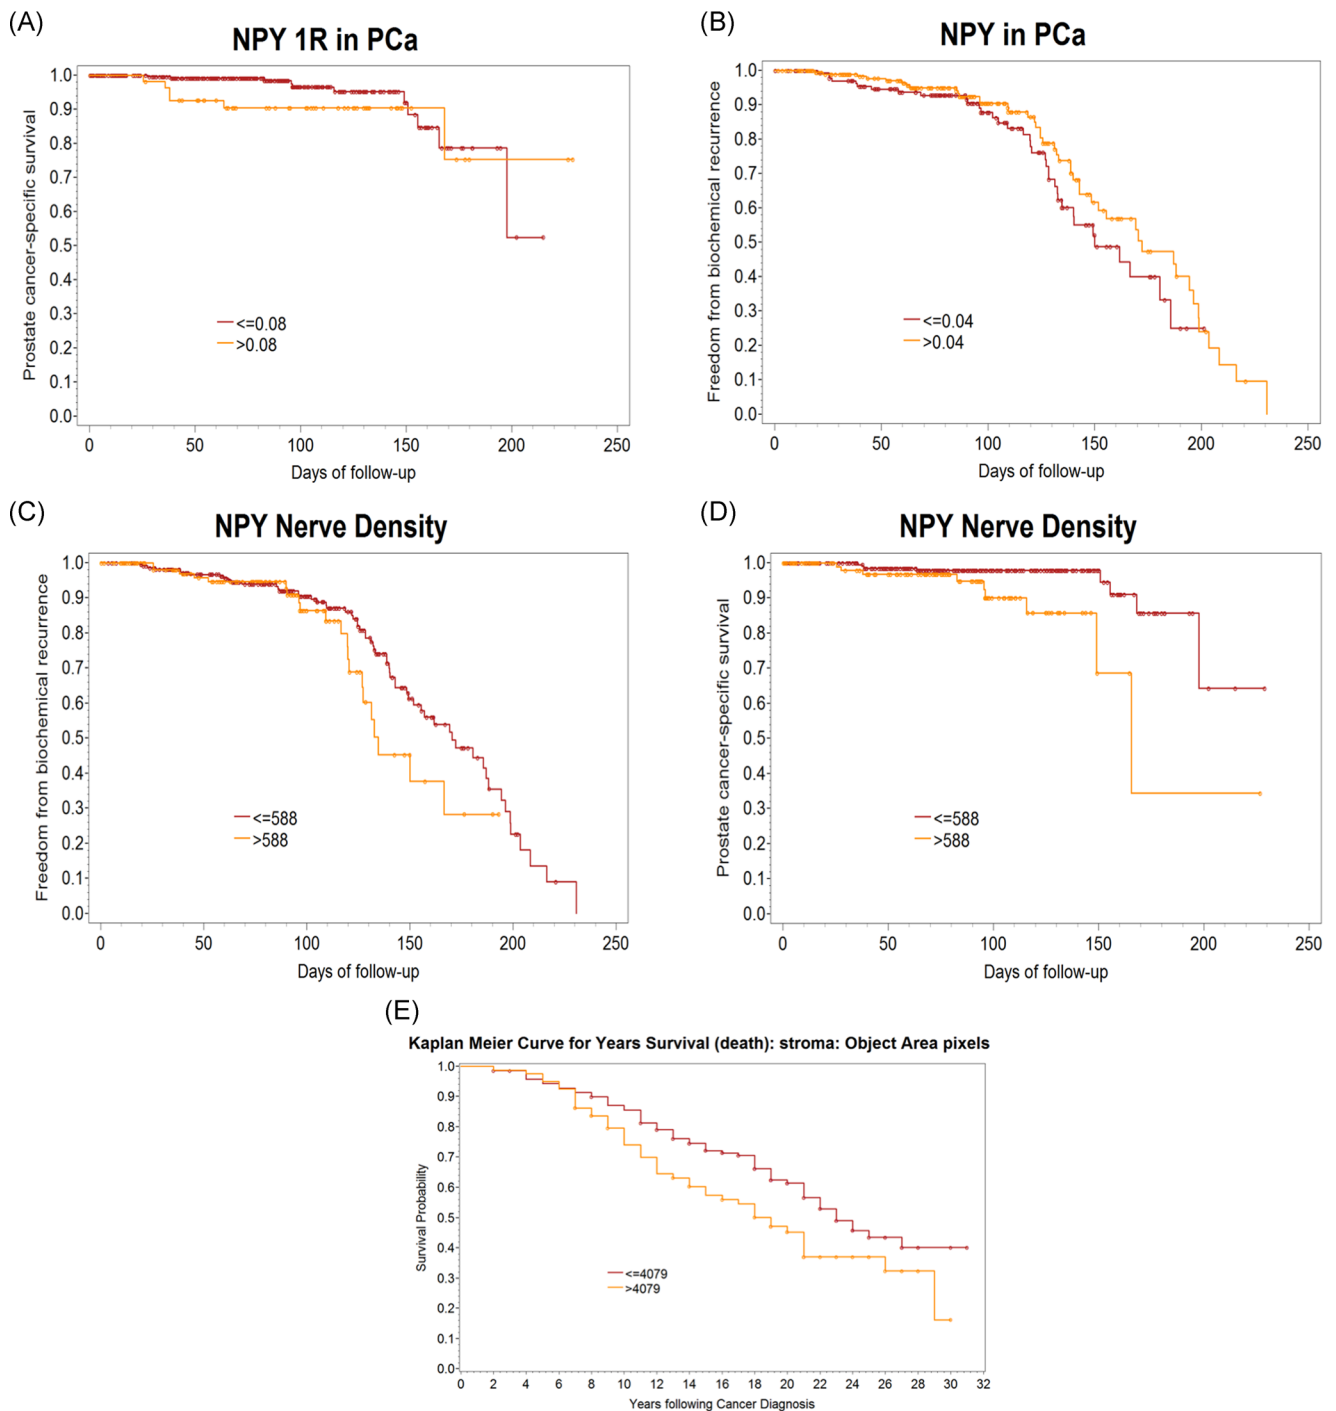 (A)
NPY 1R in PCa
Prostate cancer-specific survival
1.0
0.9
0.8
0.7
0.6
0.5
0.4
0.3
0.2
0.1
0.0
<=0.08
>0.08
0 50 100 150 200 250
Days of follow-up
(B)
NPY in PCa
Freedom from biochemical recurrence
1.0
0.9
0.8
0.7
0.6
0.5
0.4
0.3
0.2
0.1
0.0
<=0.04
>0.04
0 50 100 150 200 250
Days of follow-up
(C)
NPY Nerve Density
Freedom from biochemical recurrence
1.0
0.9
0.8
0.7
0.6
0.5
0.4
0.3
0.2
0.1
0.0
<=588
>588
0 50 100 150 200 250
Days of follow-up
(D)
NPY Nerve Density
Prostate cancer-specific survival
1.0
0.9
0.8
0.7
0.6
0.5
0.4
0.3
0.2
0.1
0.0
<=588
>588
0 50 100 150 200 250
Days of follow-up
(E)
Kaplan Meier Curve for Years Survival (death): stroma: Object Area pixels
Survival Probability
1.0
0.9
0.8
0.7
0.6
0.5
0.4
0.3
0.2
0.1
0.0
<=4079
>4079
0 2 4 6 8 10 12 14 16 18 20 22 24 26 28 30 32
Years following Cancer Diagnosis